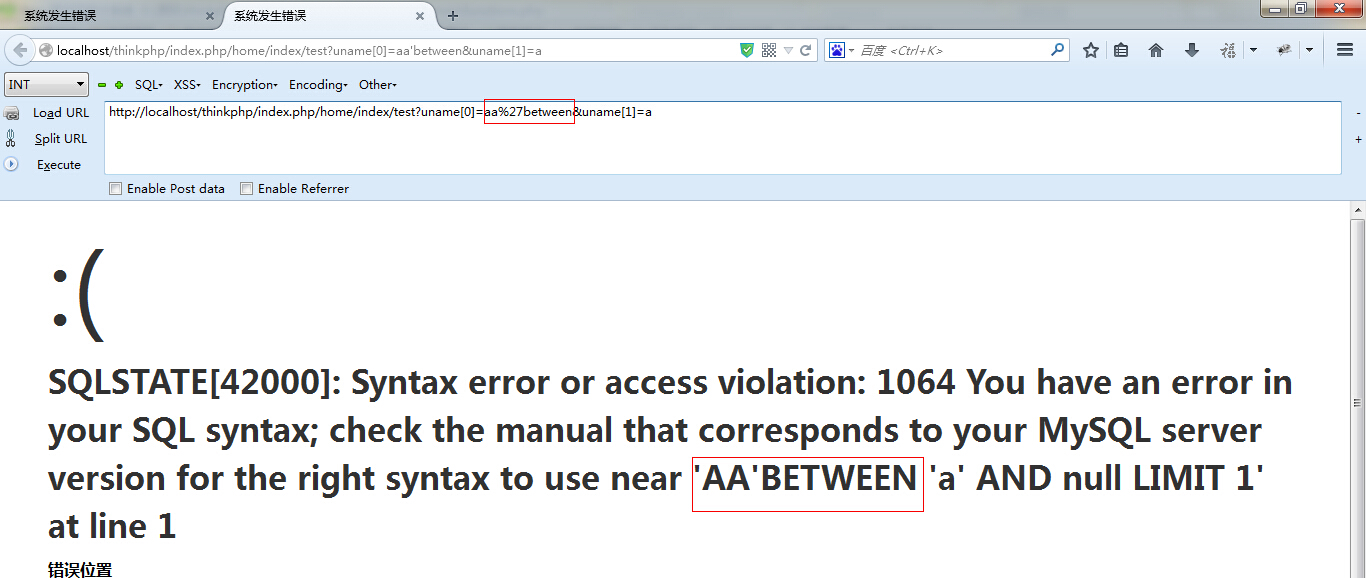 系统发生错误
系统发生错误
localhost/thinkphp/index.php/home/index/test?uname[0]=aa'between&uname[1]=a
百度 <Ctrl+K>
INT SQL XSS Encryption Encoding Other
Load URL
http://localhost/thinkphp/index.php/home/index/test?uname[0]=aa%27between&uname[1]=a
Split URL
Execute
Enable Post data Enable Referrer
:(
SQLSTATE[42000]: Syntax error or access violation: 1064 You have an error in
your SQL syntax; check the manual that corresponds to your MySQL server
version for the right syntax to use near 'AA'BETWEEN 'a' AND null LIMIT 1'
at line 1
错误位置